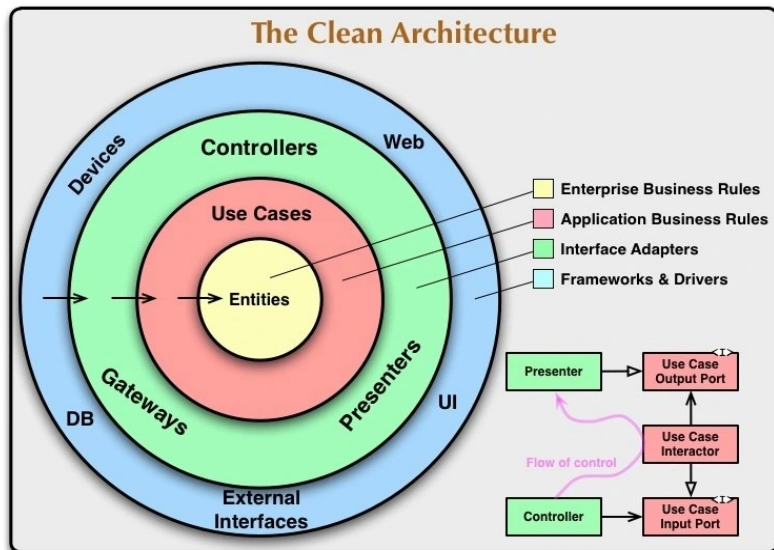 The Clean Architecture
Devices
Web
Controllers
Use Cases
Entities
Gateways
Presenters
DB
UI
External
Interfaces
Enterprise Business Rules
Application Business Rules
Interface Adapters
Frameworks & Drivers
Presenter
<I>
Use Case
Output Port
Use Case
Interactor
Flow of control
Controller
<I>
Use Case
Input Port